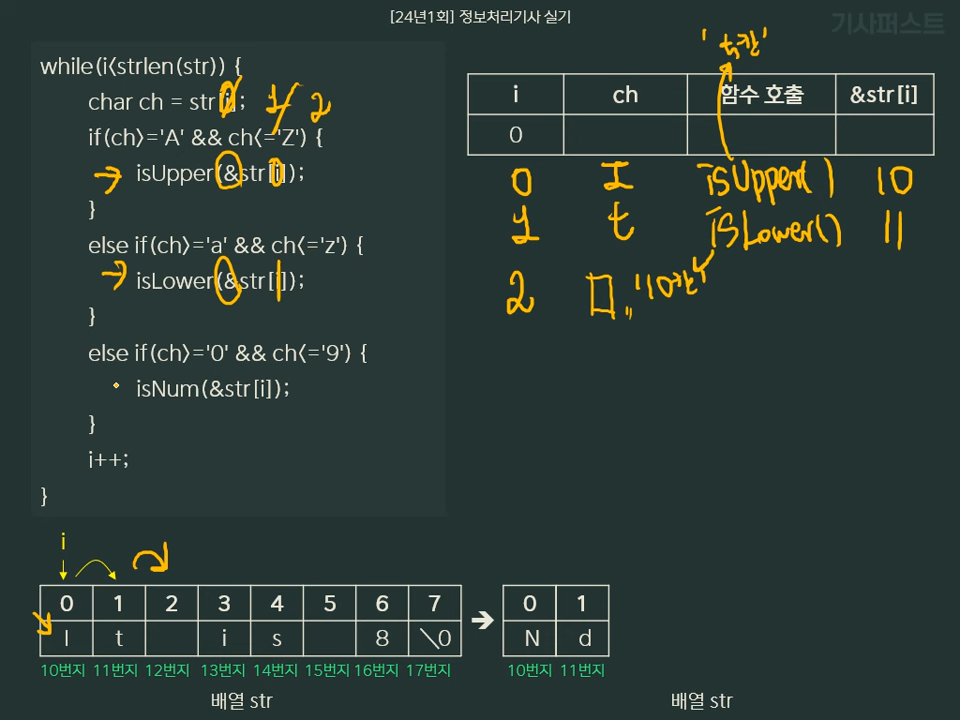 [24년1회] 정보처리기사 실기
기사퍼스트
while(i<strlen(str)) {
char ch = str[i];
0 1 2
if(ch>='A' && ch<='Z') {
isUpper(&str[i]);
0
}
else if(ch>='a' && ch<='z') {
isLower(&str[i]);
1
}
else if(ch>='0' && ch<='9') {
isNum(&str[i]);
}
i++;
}
i ch 함수 호출 &str[i]
0
0 I isUpper() 10
1 t isLower() 11
2
i
0 1 2 3 4 5 6 7
I t i s 8 \0
10번지 11번지 12번지 13번지 14번지 15번지 16번지 17번지
배열 str
➔
0 1
N d
10번지 11번지
배열 str